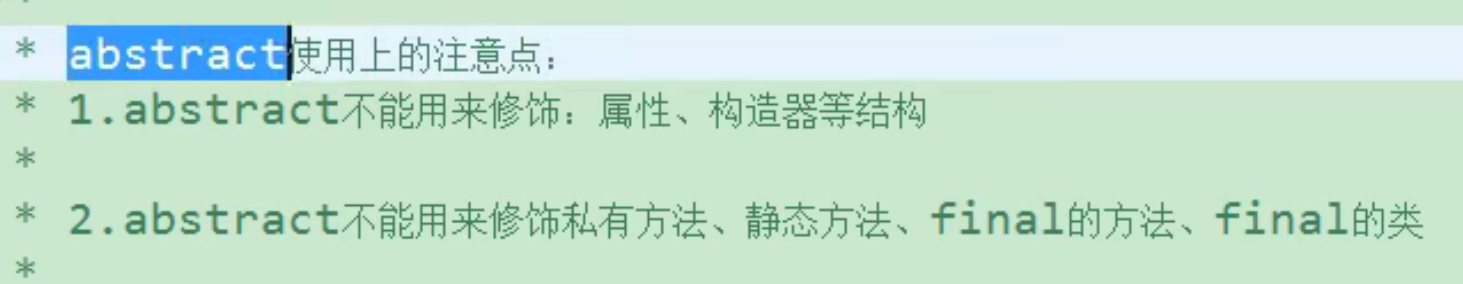 * abstract使用上的注意点：
* 1.abstract不能用来修饰：属性、构造器等结构
*
* 2.abstract不能用来修饰私有方法、静态方法、final的方法、final的类
*